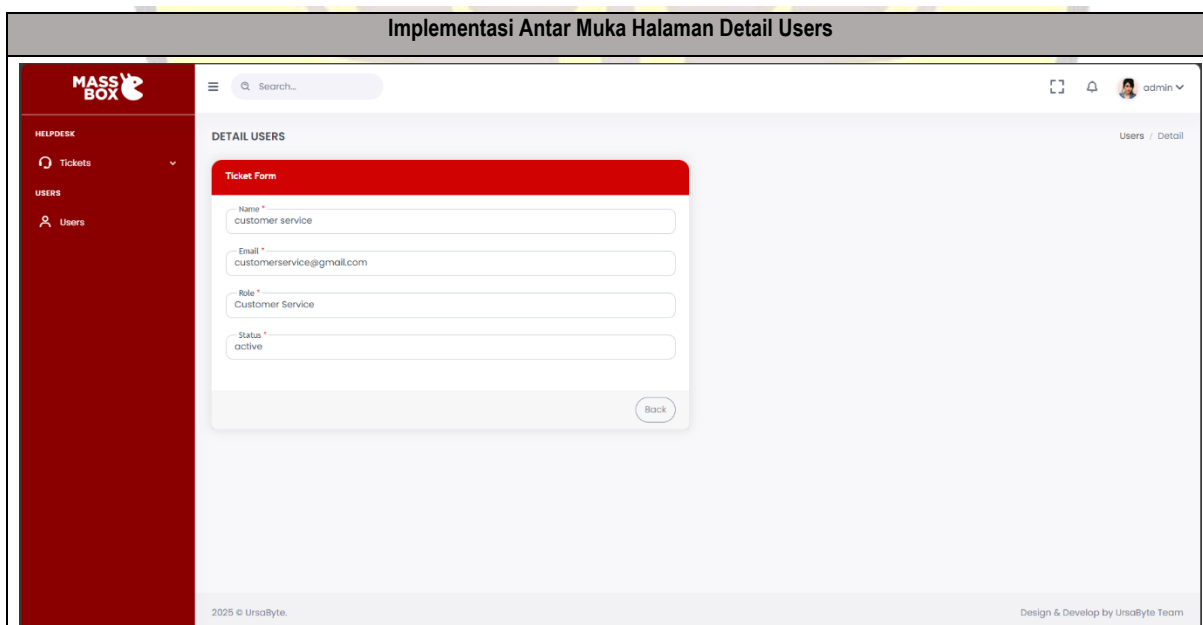 Implementasi Antar Muka Halaman Detail Users
MASS BOX
Search...
admin
HELPDESK
Tickets
USERS
Users
DETAIL USERS
Users / Detail
Ticket Form
Name *
customer service
Email *
customerservice@gmail.com
Role *
Customer Service
Status *
active
Back
2025 © UrsaByte.
Design & Develop by UrsaByte Team